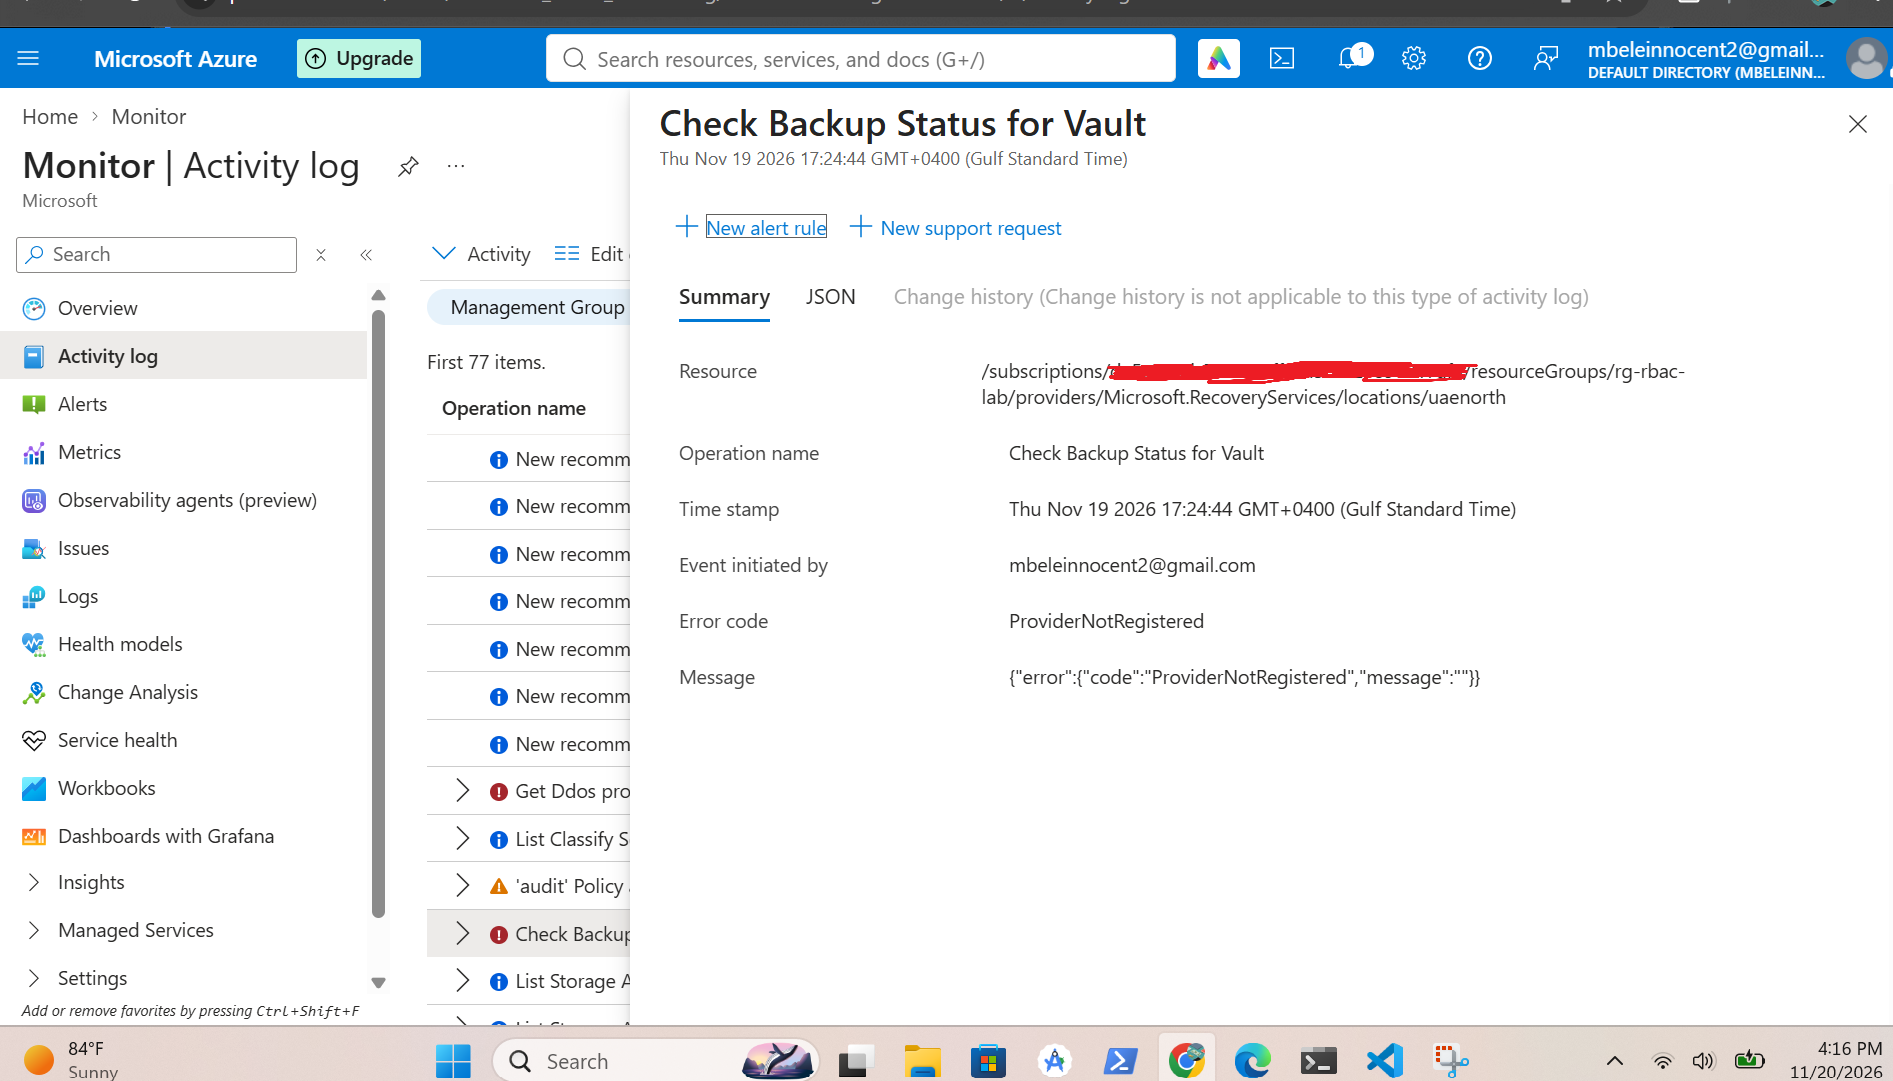 Microsoft Azure
Upgrade
Search resources, services, and docs (G+/)
1
mbeleinnocent2@gmail...
DEFAULT DIRECTORY (MBELEINN...
Home > Monitor
Monitor | Activity log
...
Microsoft
Search
Overview
Activity log
Alerts
Metrics
Observability agents (preview)
Issues
Logs
Health models
Change Analysis
Service health
Workbooks
Dashboards with Grafana
Insights
Managed Services
Settings
Add or remove favorites by pressing Ctrl+Shift+F
Activity
Edit
Management Group
First 77 items.
Operation name
New recomm
New recomm
New recomm
New recomm
New recomm
New recomm
New recomm
Get Ddos pro
List Classify S
'audit' Policy
Check Backup
List Storage A
Check Backup Status for Vault
Thu Nov 19 2026 17:24:44 GMT+0400 (Gulf Standard Time)
New alert rule
New support request
Summary
JSON
Change history (Change history is not applicable to this type of activity log)
Resource
/subscriptions/ /resourceGroups/rg-rbac-
lab/providers/Microsoft.RecoveryServices/locations/uaenorth
Operation name
Check Backup Status for Vault
Time stamp
Thu Nov 19 2026 17:24:44 GMT+0400 (Gulf Standard Time)
Event initiated by
mbeleinnocent2@gmail.com
Error code
ProviderNotRegistered
Message
{"error":{"code":"ProviderNotRegistered","message":""}}
84°F
Sunny
Search
4:16 PM
11/20/2026